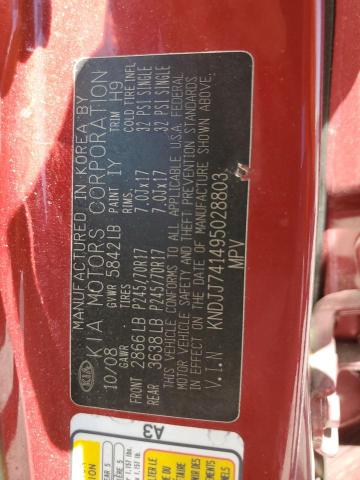 MANUFACTURED IN KOREA BY
KIA KIA MOTORS CORPORATION
10/08 GVWR 5842LB PAINT IY TRIM H9
GAWR TIRES RIMS COLD TIRE INFL
FRONT 2866LB P245/70R17 7.0JX17 32 PSI SINGLE
REAR 3638LB P245/70R17 7.0JX17 32 PSI SINGLE
THIS VEHICLE CONFORMS TO ALL APPLICABLE U.S.A. FEDERAL
MOTOR VEHICLE SAFETY AND THEFT PREVENTION STANDARDS
IN EFFECT ON THE DATE OF MANUFACTURE SHOWN ABOVE.
V.I.N KNDJJ741495028803
MPV
A3